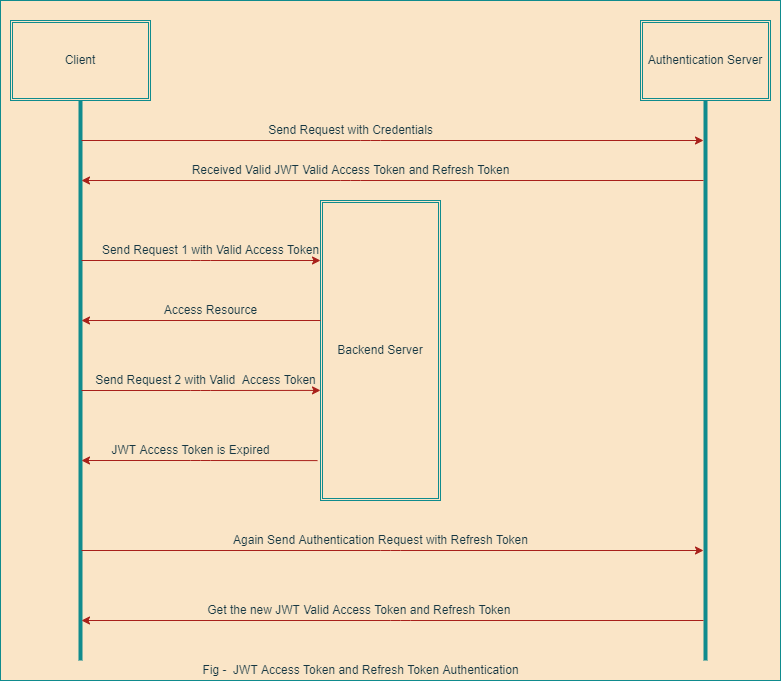 Client
Authentication Server
Send Request with Credentials
Received Valid JWT Valid Access Token and Refresh Token
Send Request 1 with Valid Access Token
Access Resource
Backend Server
Send Request 2 with Valid  Access Token
JWT Access Token is Expired
Again Send Authentication Request with Refresh Token
Get the new JWT Valid Access Token and Refresh Token
Fig -  JWT Access Token and Refresh Token Authentication